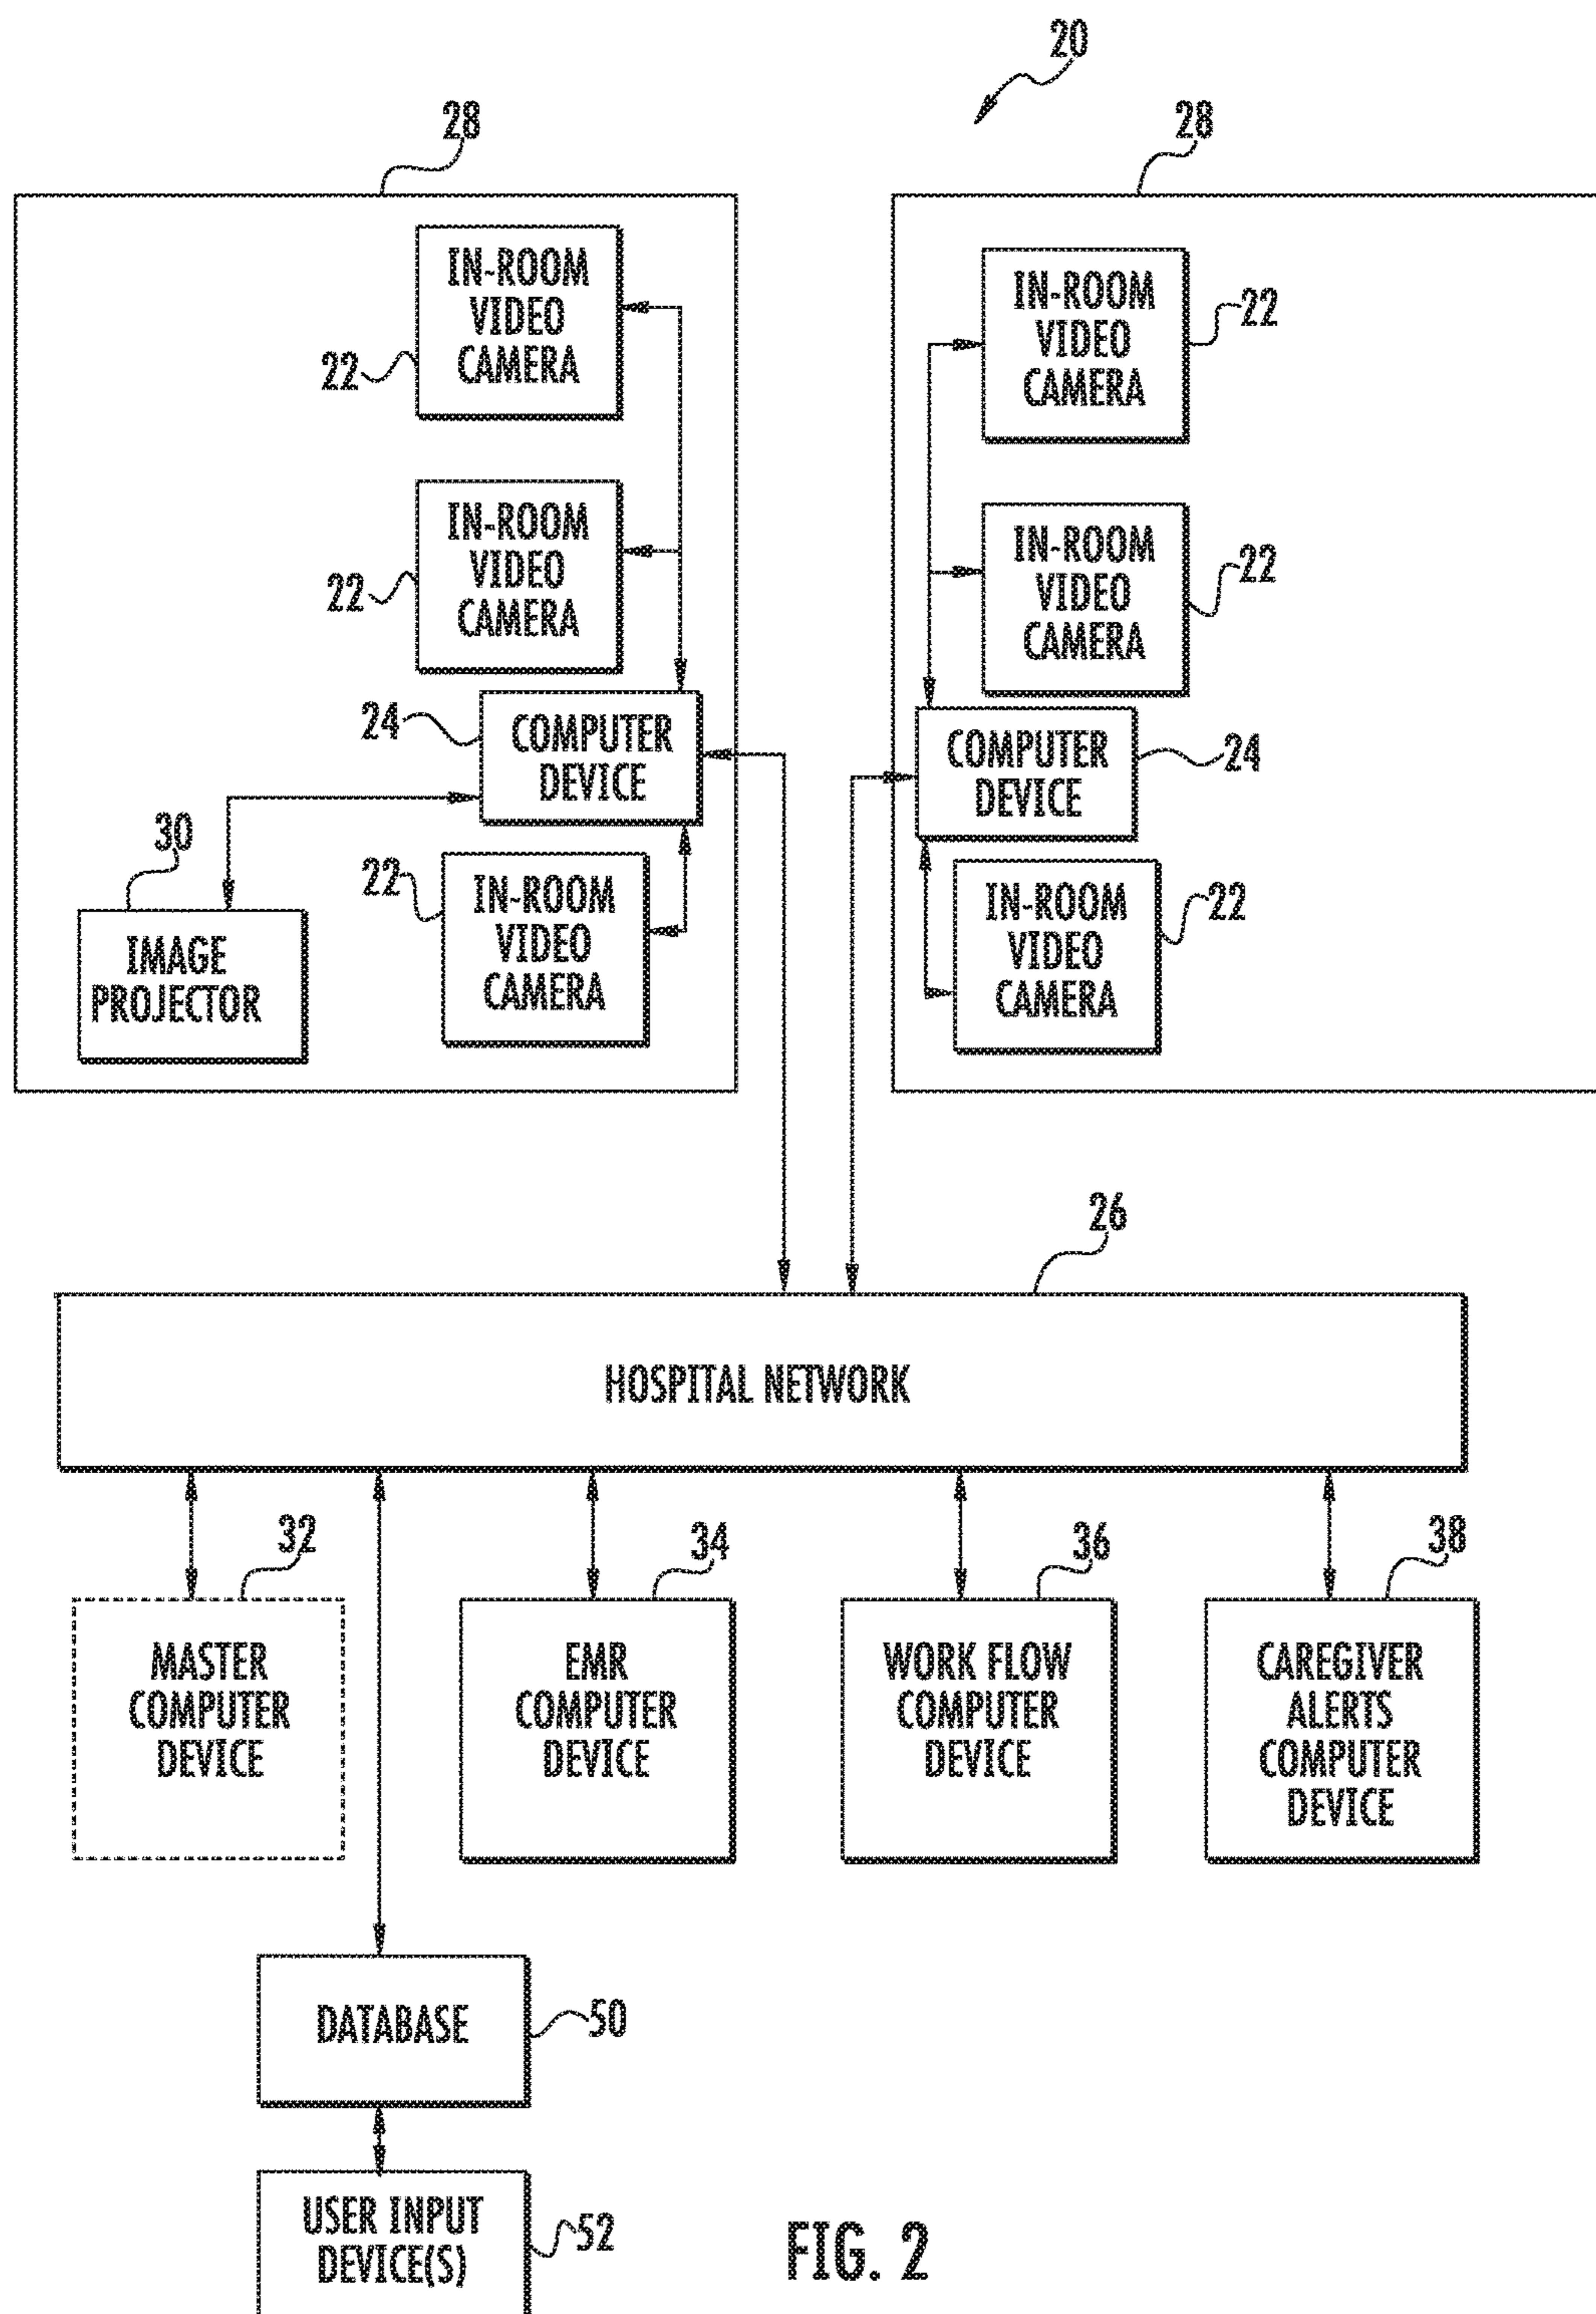 20
28
28
IN-ROOM
VIDEO
CAMERA
22
IN-ROOM
VIDEO
CAMERA
22
IN-ROOM
VIDEO
CAMERA
22
IN-ROOM
VIDEO
CAMERA
22
24
COMPUTER
DEVICE
COMPUTER
DEVICE
24
30
IMAGE
PROJECTOR
22
IN-ROOM
VIDEO
CAMERA
IN-ROOM
VIDEO
CAMERA
22
26
HOSPITAL NETWORK
32
34
36
38
MASTER
COMPUTER
DEVICE
EMR
COMPUTER
DEVICE
WORK FLOW
COMPUTER
DEVICE
CAREGIVER
ALERTS
COMPUTER
DEVICE
DATABASE
50
USER INPUT
DEVICE(S)
52
FIG. 2